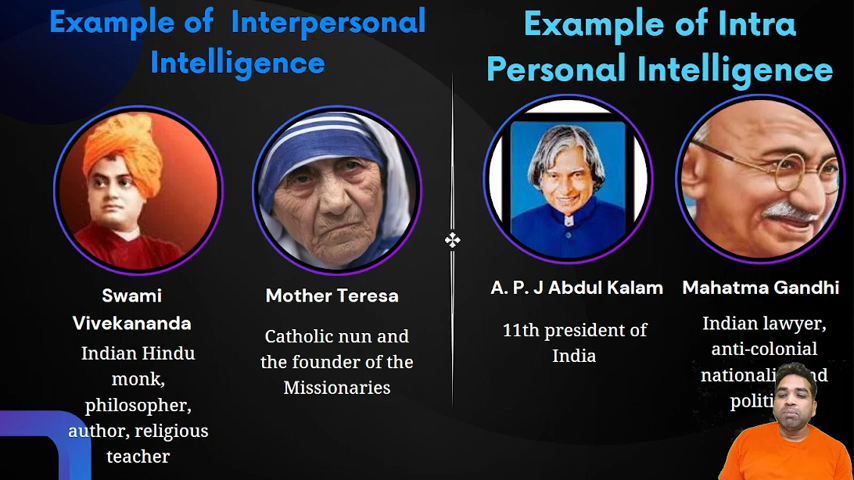 Example of Interpersonal
Intelligence
Example of Intra
Personal Intelligence
Swami
Vivekananda
Indian Hindu
monk,
philosopher,
author, religious
teacher
Mother Teresa
Catholic nun and
the founder of the
Missionaries
A. P. J Abdul Kalam
11th president of
India
Mahatma Gandhi
Indian lawyer,
anti-colonial